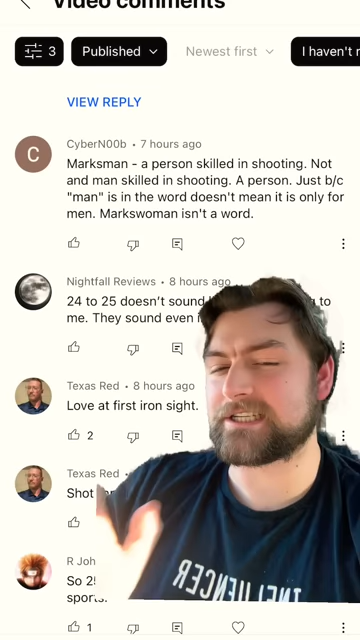 Video comments
3
Published
Newest first
I haven't r
VIEW REPLY
C
CyberN00b • 7 hours ago
Marksman - a person skilled in shooting. Not
and man skilled in shooting. A person. Just b/c
"man" is in the word doesn't mean it is only for
men. Markswoman isn't a word.
Nightfall Reviews • 8 hours ago
24 to 25 doesn't sound
to
me. They sound even
Texas Red • 8 hours ago
Love at first iron sight.
2
Texas Red •
Shot
R Joh
So 25
sports.
1
INFLUENCER